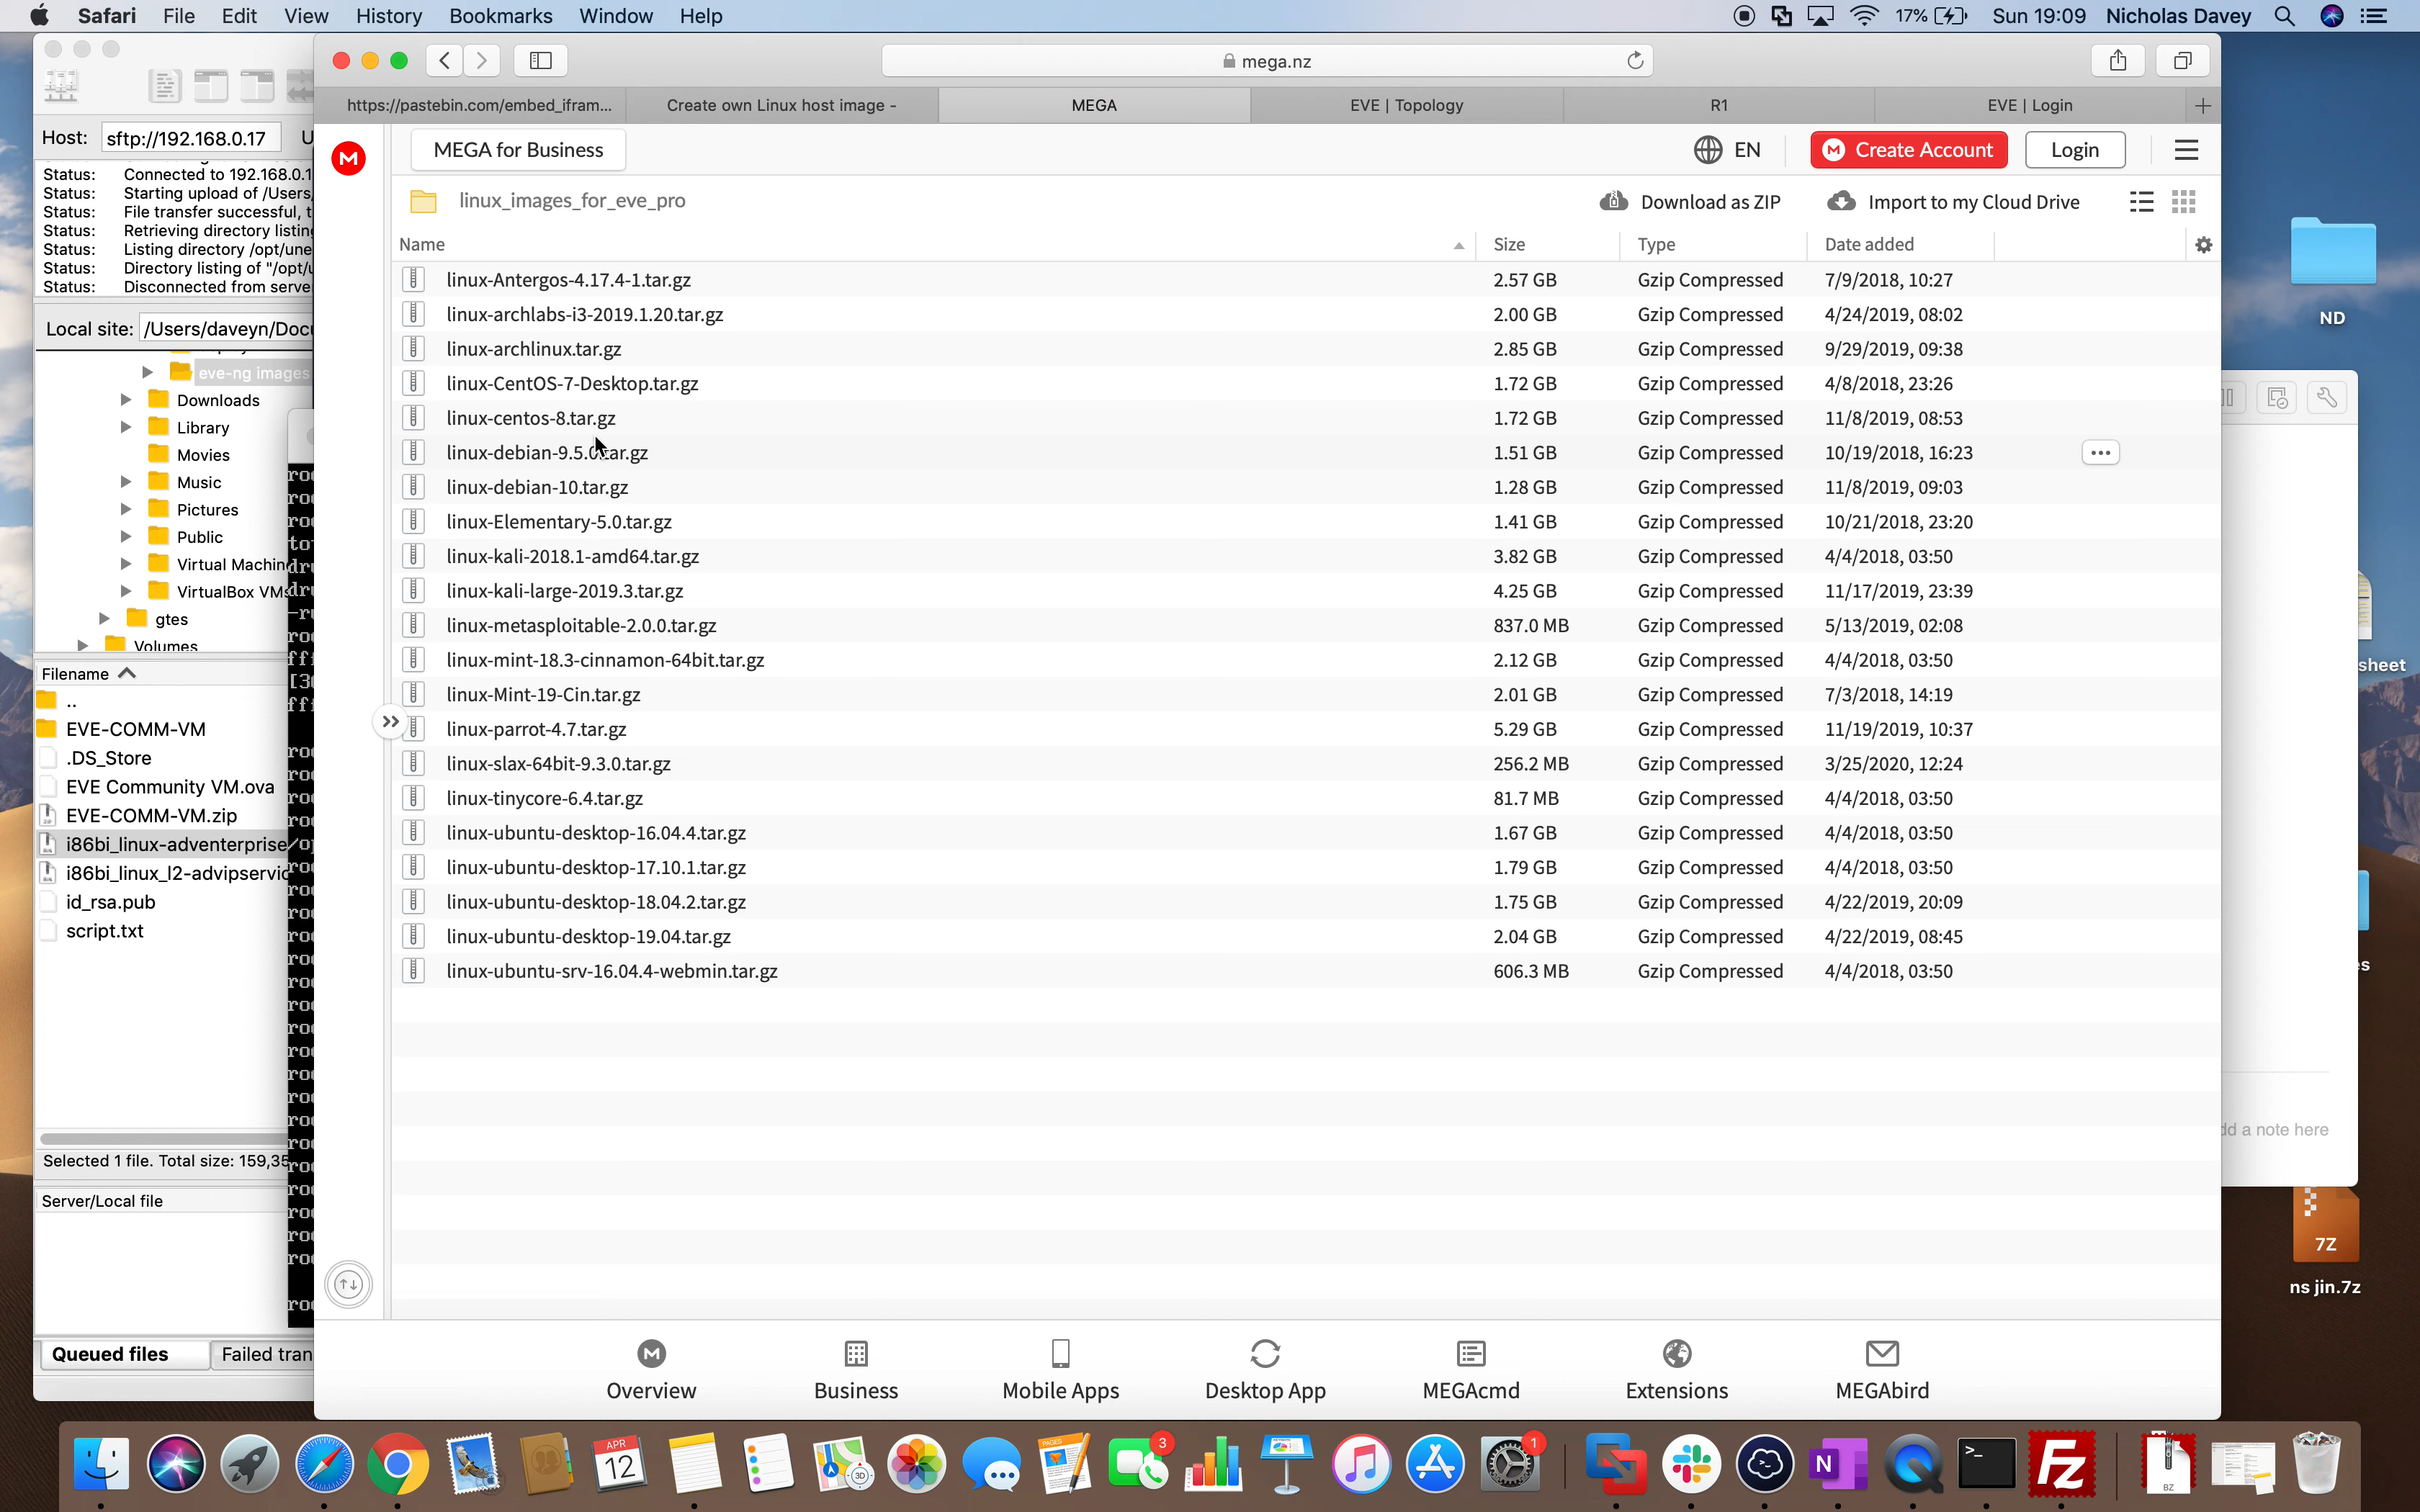 Safari File Edit View History Bookmarks Window Help
17% Sun 19:09 Nicholas Davey
mega.nz
https://pastebin.com/embed_ifram... Create own Linux host image - MEGA EVE | Topology R1 EVE | Login
Host: sftp://192.168.0.17 U
Status: Connected to 192.168.0.1
Status: Starting upload of /Users
Status: File transfer successful, t
Status: Retrieving directory listin
Status: Listing directory /opt/une
Status: Directory listing of "/opt/u
Status: Disconnected from serve
Local site: /Users/daveyn/Docu
eve-ng images
Downloads
Library
Movies
Music
Pictures
Public
Virtual Machin
VirtualBox VMs
gtes
Volumes
Filename
..
EVE-COMM-VM
.DS_Store
EVE Community VM.ova
EVE-COMM-VM.zip
i86bi_linux-adventerprise
i86bi_linux_l2-advipservic
id_rsa.pub
script.txt
Selected 1 file. Total size: 159,35
Server/Local file
Queued files Failed tran
MEGA for Business
EN Create Account Login
linux_images_for_eve_pro
Download as ZIP Import to my Cloud Drive
Name Size Type Date added
linux-Antergos-4.17.4-1.tar.gz 2.57 GB Gzip Compressed 7/9/2018, 10:27
linux-archlabs-i3-2019.1.20.tar.gz 2.00 GB Gzip Compressed 4/24/2019, 08:02
linux-archlinux.tar.gz 2.85 GB Gzip Compressed 9/29/2019, 09:38
linux-CentOS-7-Desktop.tar.gz 1.72 GB Gzip Compressed 4/8/2018, 23:26
linux-centos-8.tar.gz 1.72 GB Gzip Compressed 11/8/2019, 08:53
linux-debian-9.5.0.tar.gz 1.51 GB Gzip Compressed 10/19/2018, 16:23
linux-debian-10.tar.gz 1.28 GB Gzip Compressed 11/8/2019, 09:03
linux-Elementary-5.0.tar.gz 1.41 GB Gzip Compressed 10/21/2018, 23:20
linux-kali-2018.1-amd64.tar.gz 3.82 GB Gzip Compressed 4/4/2018, 03:50
linux-kali-large-2019.3.tar.gz 4.25 GB Gzip Compressed 11/17/2019, 23:39
linux-metasploitable-2.0.0.tar.gz 837.0 MB Gzip Compressed 5/13/2019, 02:08
linux-mint-18.3-cinnamon-64bit.tar.gz 2.12 GB Gzip Compressed 4/4/2018, 03:50
linux-Mint-19-Cin.tar.gz 2.01 GB Gzip Compressed 7/3/2018, 14:19
linux-parrot-4.7.tar.gz 5.29 GB Gzip Compressed 11/19/2019, 10:37
linux-slax-64bit-9.3.0.tar.gz 256.2 MB Gzip Compressed 3/25/2020, 12:24
linux-tinycore-6.4.tar.gz 81.7 MB Gzip Compressed 4/4/2018, 03:50
linux-ubuntu-desktop-16.04.4.tar.gz 1.67 GB Gzip Compressed 4/4/2018, 03:50
linux-ubuntu-desktop-17.10.1.tar.gz 1.79 GB Gzip Compressed 4/4/2018, 03:50
linux-ubuntu-desktop-18.04.2.tar.gz 1.75 GB Gzip Compressed 4/22/2019, 20:09
linux-ubuntu-desktop-19.04.tar.gz 2.04 GB Gzip Compressed 4/22/2019, 08:45
linux-ubuntu-srv-16.04.4-webmin.tar.gz 606.3 MB Gzip Compressed 4/4/2018, 03:50
Overview Business Mobile Apps Desktop App MEGAcmd Extensions MEGAbird
ND
sheet
dd a note here
7Z
ns jin.7z
APR
12
PAGES
3D
3
1
BZ